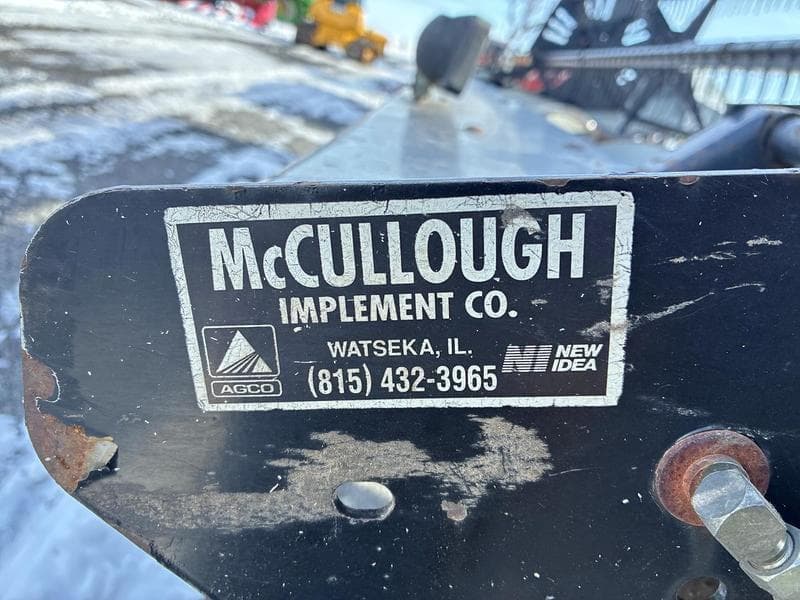 McCULLOUGH
IMPLEMENT CO.
WATSEKA, IL.
AGCO
(815) 432-3965
NI NEW
IDEA